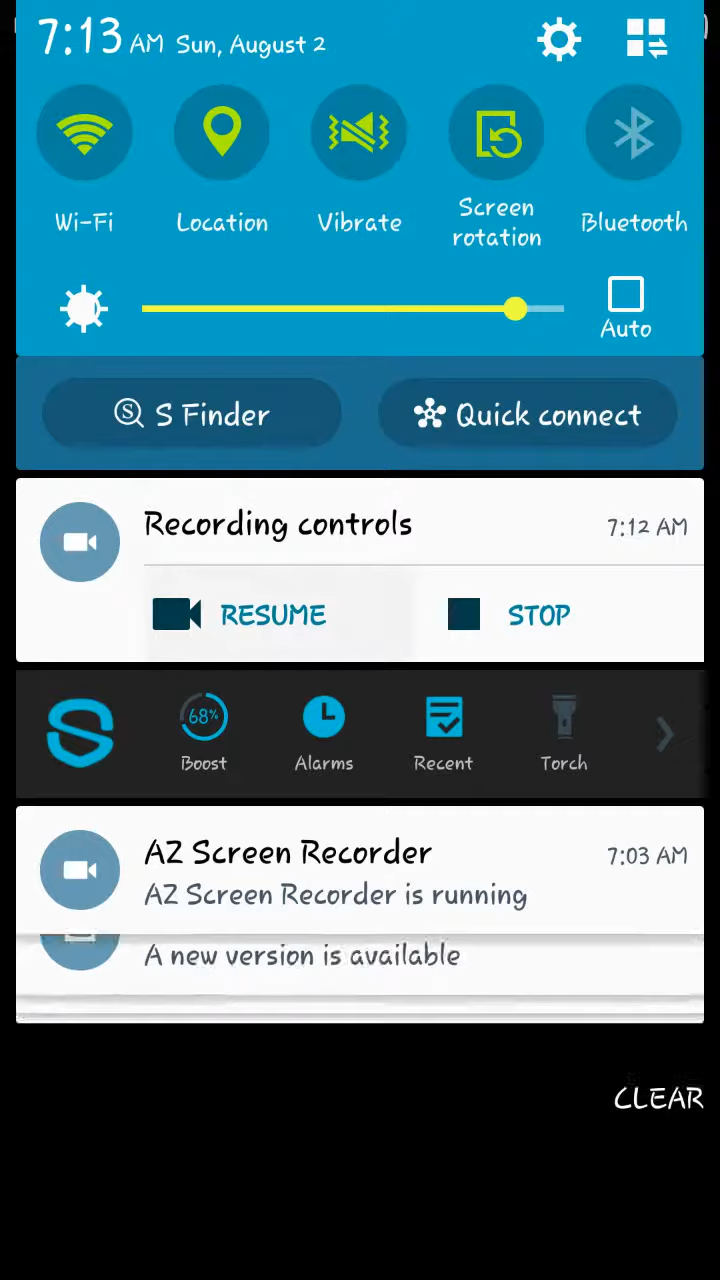 7:13 AM Sun, August 2
Wi-Fi
Location
Vibrate
Screen
rotation
Bluetooth
Auto
S Finder
Quick connect
Recording controls
7:12 AM
RESUME
STOP
68%
Boost
Alarms
Recent
Torch
AZ Screen Recorder
7:03 AM
AZ Screen Recorder is running
A new version is available
CLEAR